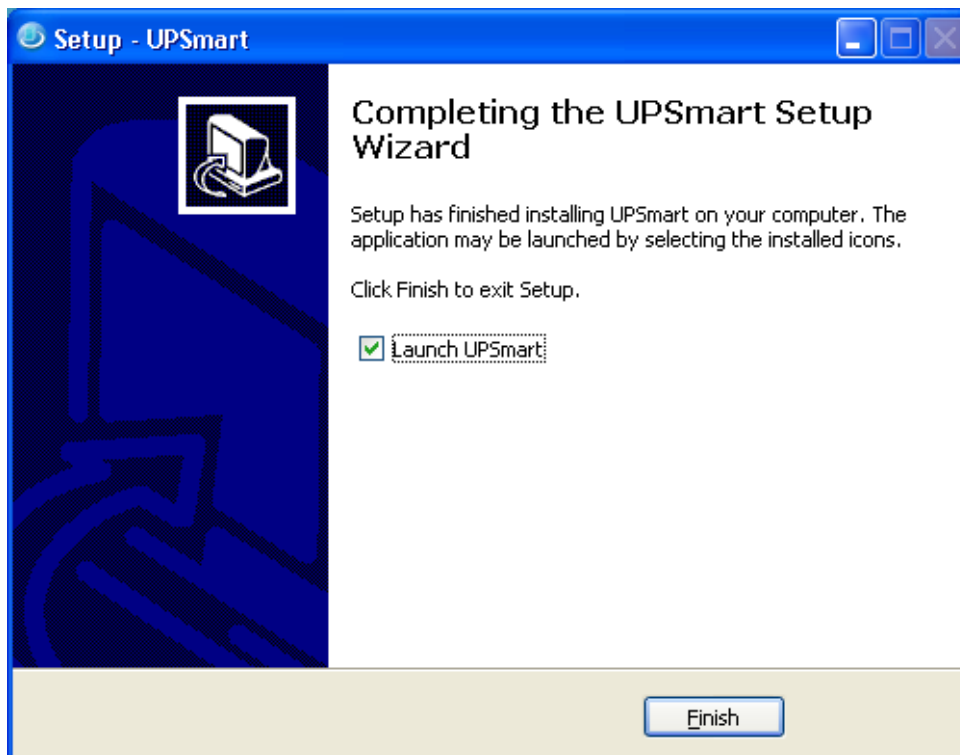 Setup - UPSmart
Completing the UPSmart Setup
Wizard
Setup has finished installing UPSmart on your computer. The
application may be launched by selecting the installed icons.
Click Finish to exit Setup.
Launch UPSmart
Finish